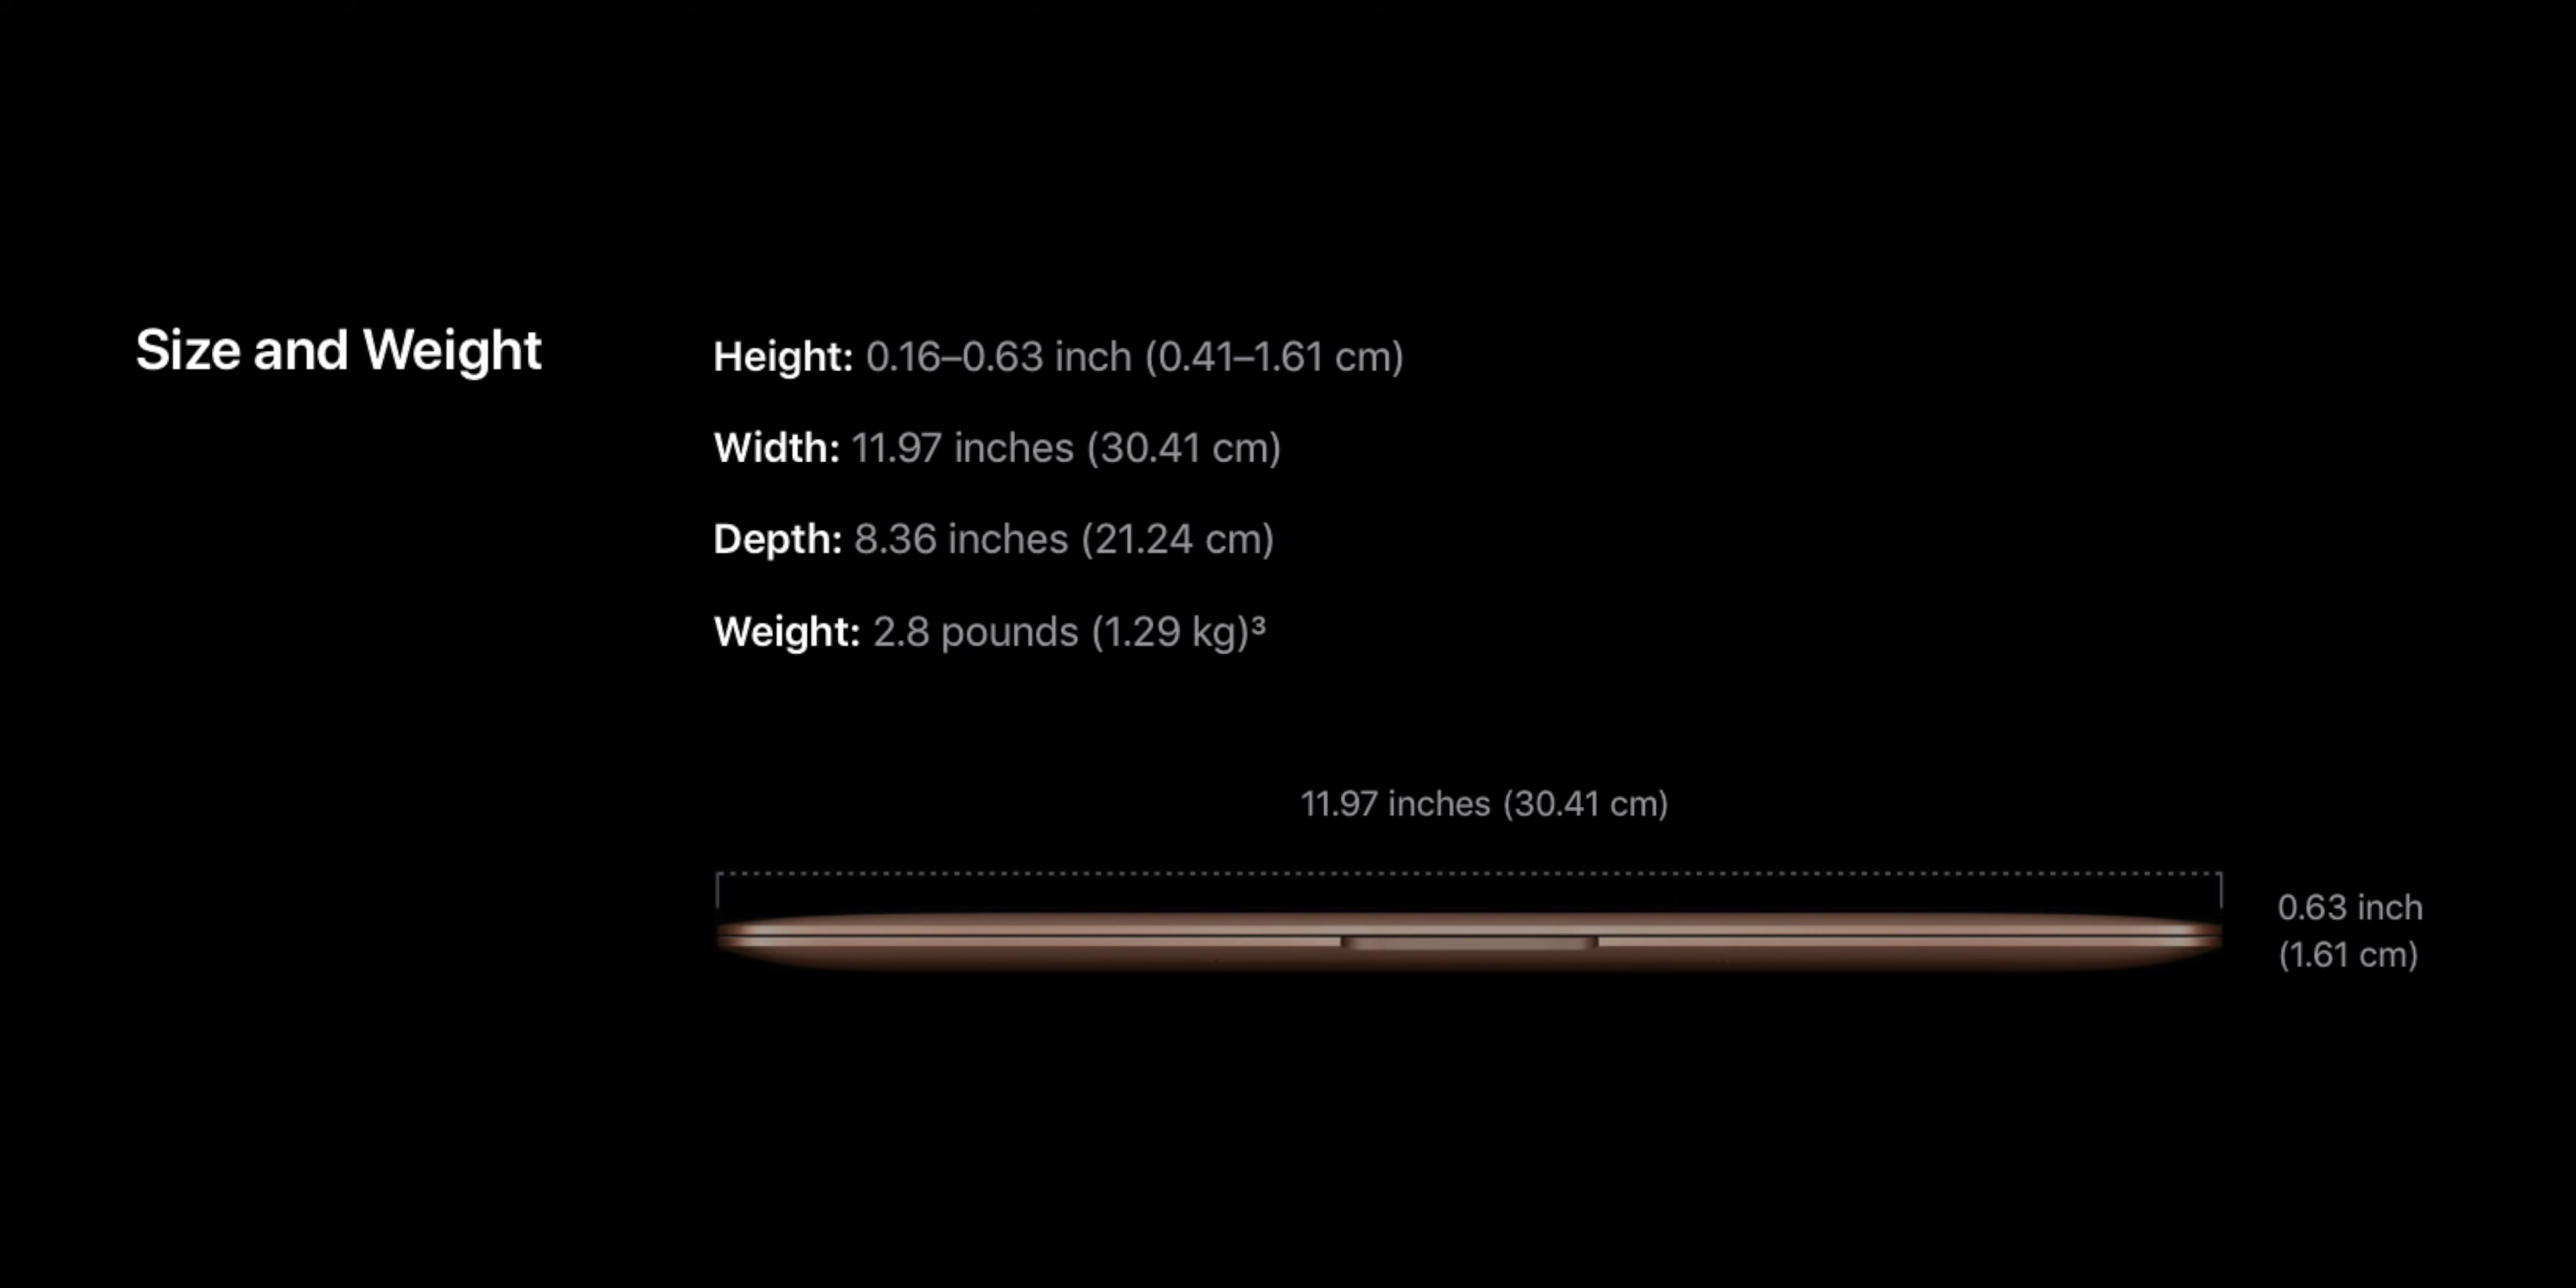 Size and Weight
Height: 0.16–0.63 inch (0.41–1.61 cm)
Width: 11.97 inches (30.41 cm)
Depth: 8.36 inches (21.24 cm)
Weight: 2.8 pounds (1.29 kg)³
11.97 inches (30.41 cm)
0.63 inch
(1.61 cm)